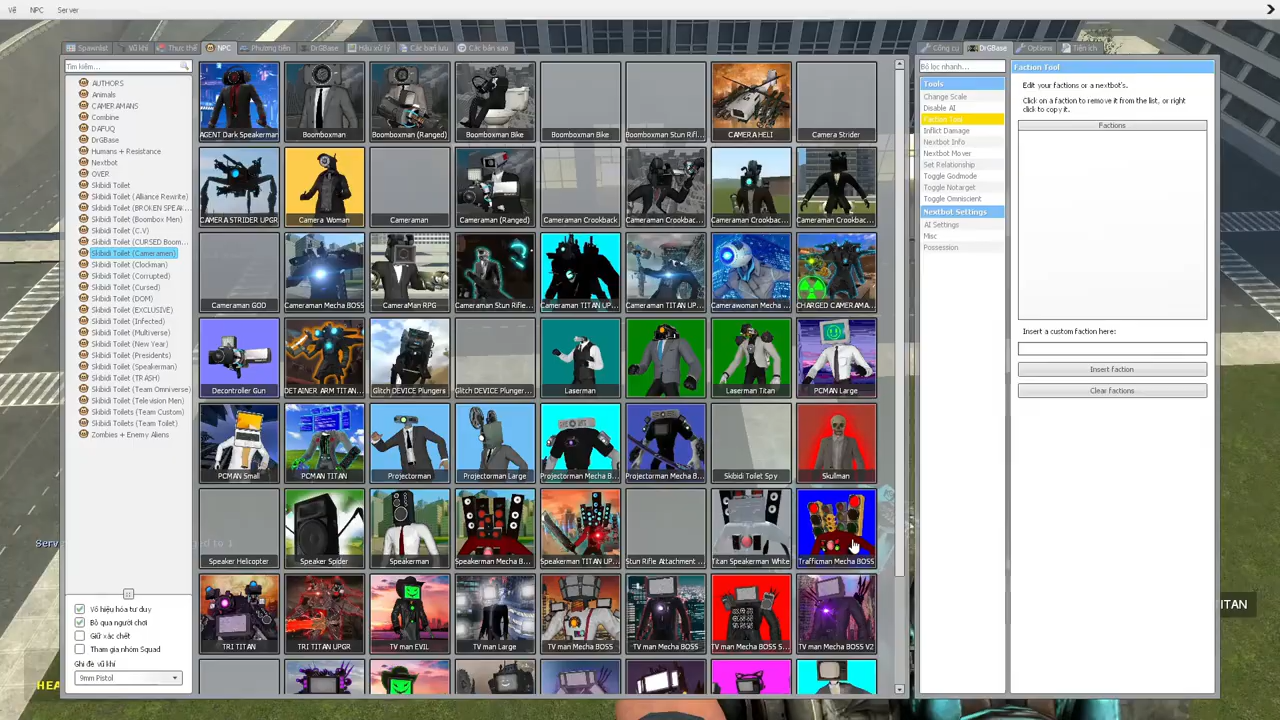 Vẽ NPC Server
Spawnlist Vũ khí Thực thể NPC Phương tiện DrGBase Hậu xử lý Các bản lưu Các bản sao
Tìm kiếm...
AUTHORS
Animals
CAMERAMANS
Combine
DAFUQ
DrGBase
Humans + Resistance
Nextbot
OVER
Skibidi Toilet
Skibidi Toilet (Alliance Rewrite)
Skibidi Toilet (BROKEN SPEA...
Skibidi Toilet (Boombox Men)
Skibidi Toilet (C.V)
Skibidi Toilet (CURSED Boom...
Skibidi Toilet (Cameramen)
Skibidi Toilet (Clockman)
Skibidi Toilet (Corrupted)
Skibidi Toilet (Cursed)
Skibidi Toilet (DOM)
Skibidi Toilet (EXCLUSIVE)
Skibidi Toilet (Infected)
Skibidi Toilet (Multiverse)
Skibidi Toilet (New Year)
Skibidi Toilet (Presidents)
Skibidi Toilet (Speakerman)
Skibidi Toilet (TRASH)
Skibidi Toilet (Team Omniverse)
Skibidi Toilet (Television Men)
Skibidi Toilets (Team Custom)
Skibidi Toilets (Team Toilet)
Zombies + Enemy Aliens
Vô hiệu hóa tư duy
Bỏ qua người chơi
Giữ xác chết
Tham gia nhóm Squad
Ghi đè vũ khí
9mm Pistol
AGENT Dark Speakerman Boomboxman Boomboxman (Ranged) Boomboxman Bike Boomboxman Bike Boomboxman Stun Rifl... CAMERA HELI Camera Strider
CAMERA STRIDER UPGR Camera Woman Cameraman Cameraman (Ranged) Cameraman Crookback Cameraman Crookbac... Cameraman Crookbac... Cameraman Crookbac...
Cameraman GOD Cameraman Mecha BOSS CameraMan RPG Cameraman Stun Rifle... Cameraman TITAN UP... Cameraman TITAN UP... Camerawoman Mecha ... CHARGED CAMERAMA...
Decontroller Gun DETAINER ARM TITAN... Glitch DEVICE Plungers Glitch DEVICE Plunger... Laserman Laserman Titan PCMAN Large
PCMAN Small PCMAN TITAN Projectorman Projectorman Large Projectorman Mecha B... Projectorman Mecha B... Skibidi Toilet Spy Skullman
Speaker Helicopter Speaker Spider Speakerman Speakerman Mecha B... Speakerman TITAN UP... Stun Rifle Attachment ... Titan Speakerman White Trafficman Mecha BOSS
TRI TITAN TRI TITAN UPGR TV man EVIL TV man Large TV man Mecha BOSS TV man Mecha BOSS TV man Mecha BOSS S... TV man Mecha BOSS V2
Công cụ DrGBase Options Tiện ích
Bộ lọc nhanh...
Tools
Change Scale
Disable AI
Faction Tool
Inflict Damage
Nextbot Info
Nextbot Mover
Set Relationship
Toggle Godmode
Toggle Notarget
Toggle Omniscient
Nextbot Settings
AI Settings
Misc
Possession
Faction Tool
Edit your factions or a nextbot's.
Click on a faction to remove it from the list, or right
click to copy it.
Factions
Insert a custom faction here:
Insert faction
Clear factions
Serv
ITAN
HEA